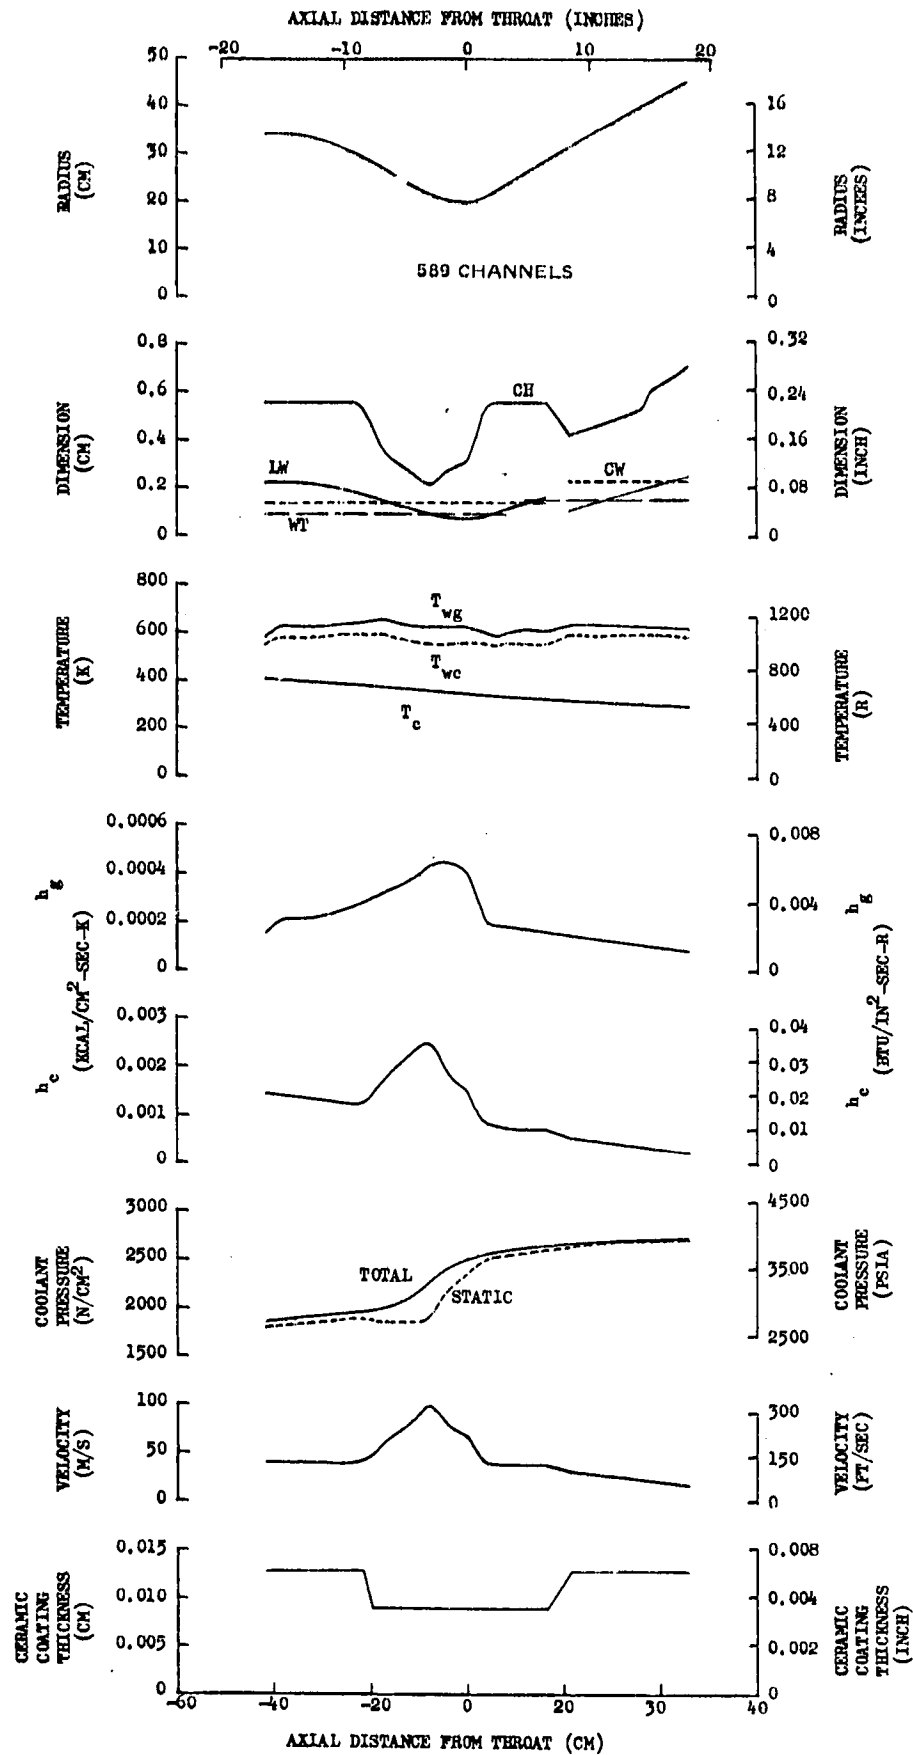 AXIAL DISTANCE FROM THROAT (INCHES)
-20 -10 0 10 20
50
40
30
20
10
0
RADIUS
(CM)
16
12
8
4
0
RADIUS
(INCHES)
589 CHANNELS
0.8
0.6
0.4
0.2
0
DIMENSION
(CM)
0.32
0.24
0.16
0.08
0
DIMENSION
(INCH)
CH
LW
CW
WT
800
600
400
200
0
TEMPERATURE
(K)
1200
800
400
0
TEMPERATURE
(R)
Twg
Twc
Tc
0.0006
0.0004
0.0002
0
hg
0.008
0.004
0
hg
(KCAL/CM²-SEC-K)
(BTU/IN²-SEC-R)
0.003
0.002
0.001
0
hc
0.04
0.03
0.02
0.01
0
hc
3000
2500
2000
1500
COOLANT
PRESSURE
(N/CM²)
4500
3500
2500
COOLANT
PRESSURE
(PSIA)
TOTAL
STATIC
100
50
0
VELOCITY
(M/S)
300
150
0
VELOCITY
(FT/SEC)
0.015
0.010
0.005
0
CERAMIC
COATING
THICKNESS
(CM)
0.008
0.004
0.002
0
CERAMIC
COATING
THICKNESS
(INCH)
-60 -40 -20 0 20 30 40
AXIAL DISTANCE FROM THROAT (CM)